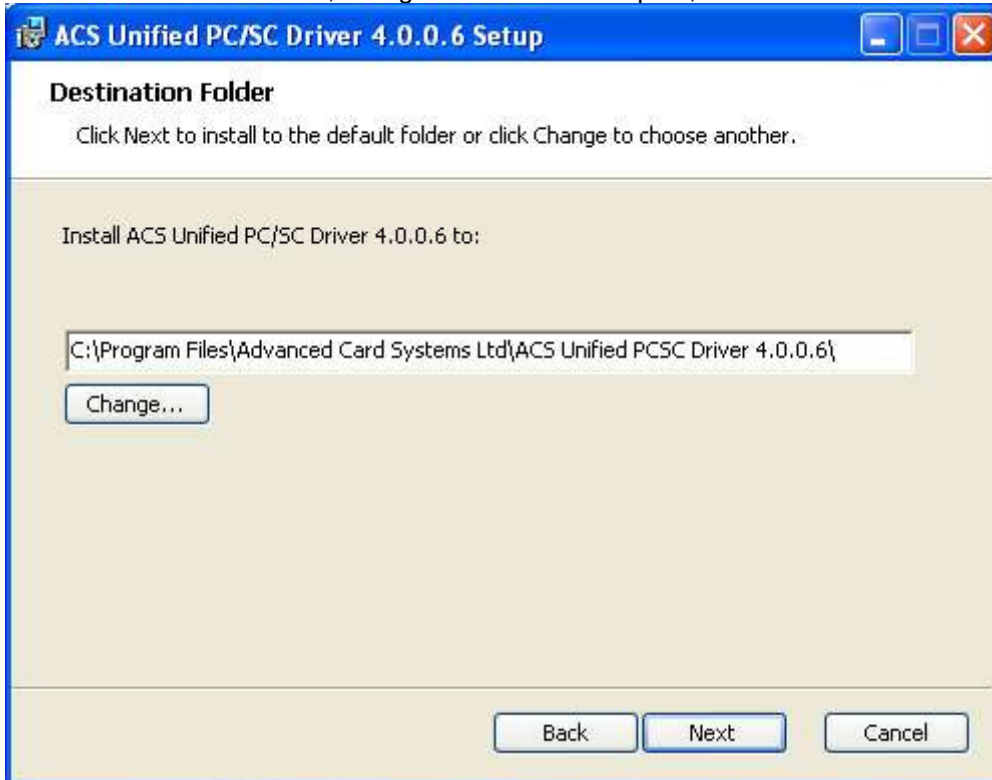 ACS Unified PC/SC Driver 4.0.0.6 Setup
Destination Folder
Click Next to install to the default folder or click Change to choose another.
Install ACS Unified PC/SC Driver 4.0.0.6 to:
C:\Program Files\Advanced Card Systems Ltd\ACS Unified PCSC Driver 4.0.0.6\
Change...
Back Next Cancel